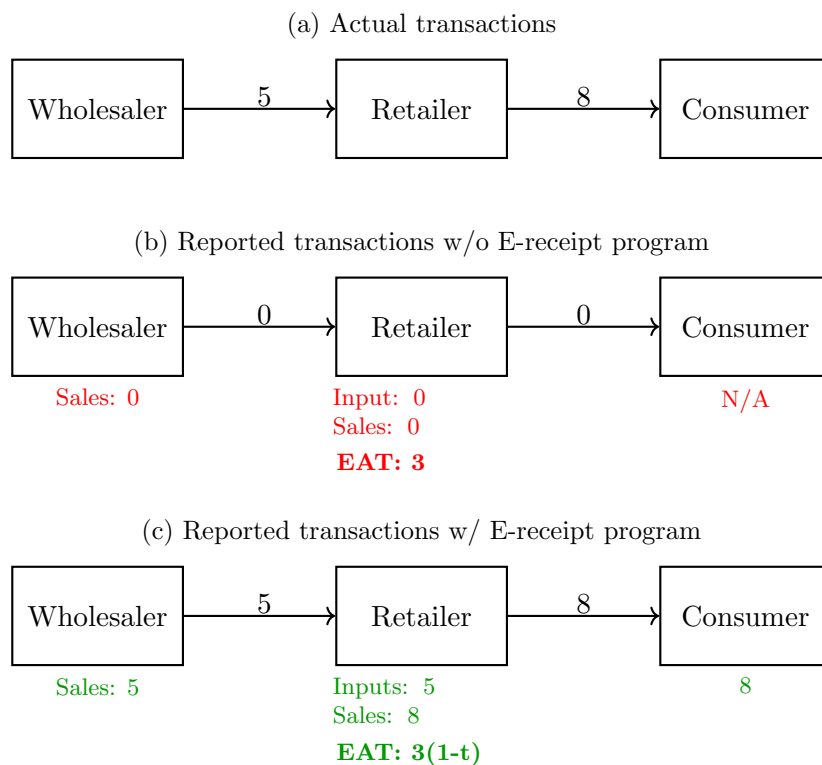 (a) Actual transactions
Wholesaler 5 Retailer 8 Consumer
(b) Reported transactions w/o E-receipt program
Wholesaler 0 Retailer 0 Consumer
Sales: 0 Input: 0 N/A
Sales: 0
EAT: 3
(c) Reported transactions w/ E-receipt program
Wholesaler 5 Retailer 8 Consumer
Sales: 5 Inputs: 5 8
Sales: 8
EAT: 3(1-t)